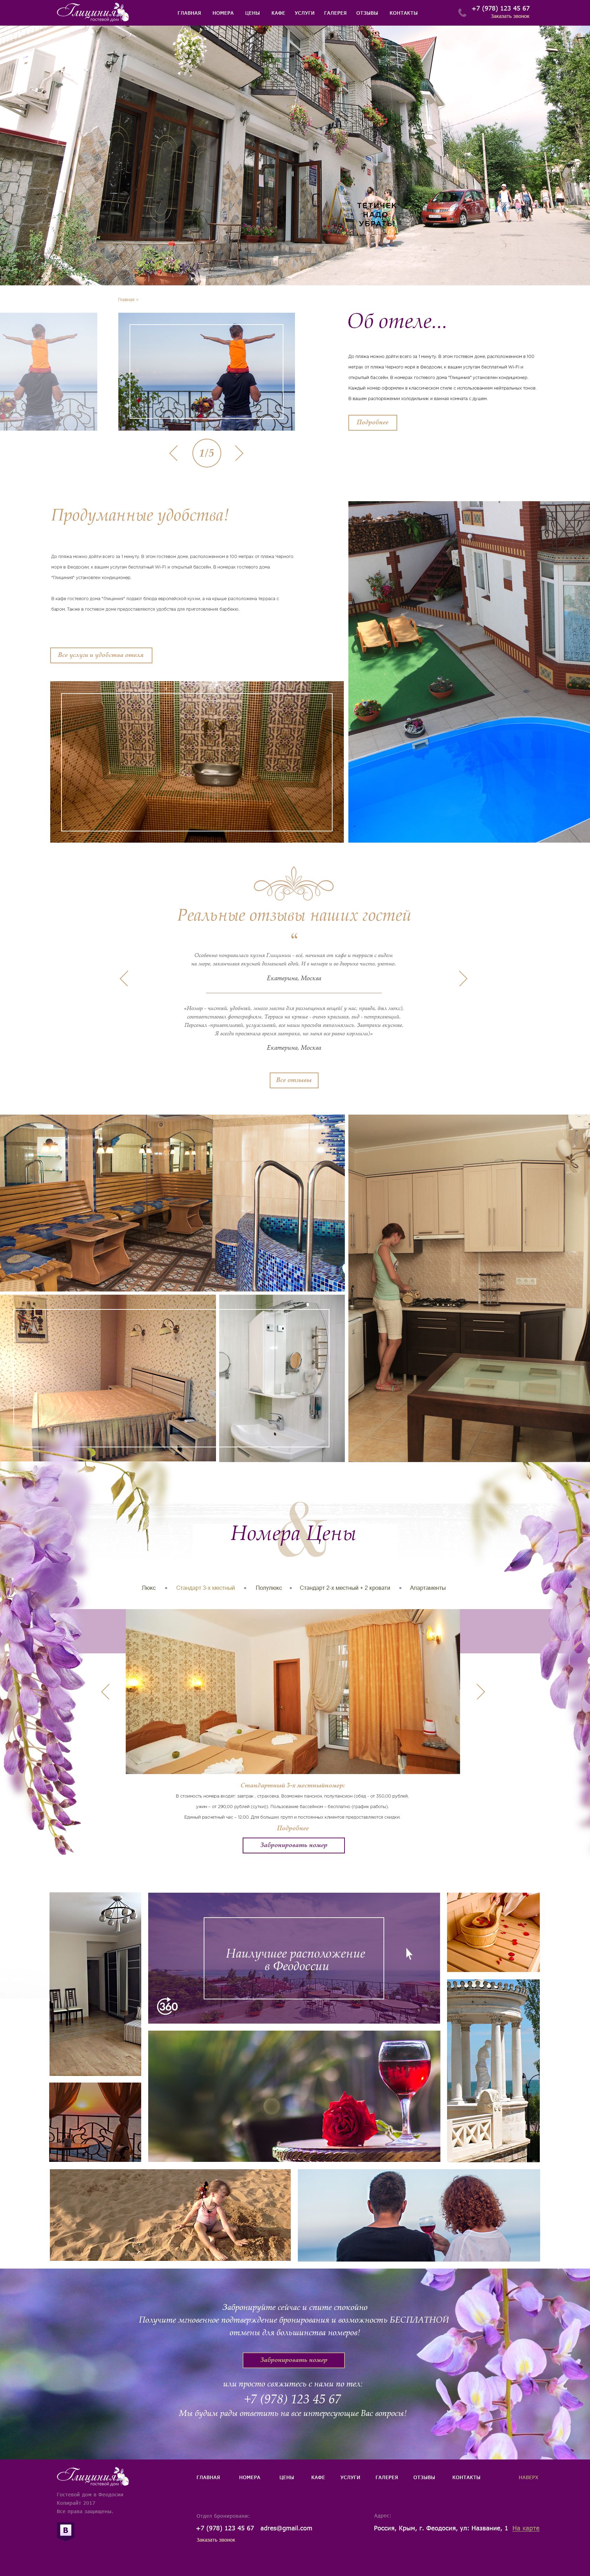 Глициния
гостевой дом
ГЛАВНАЯ НОМЕРА ЦЕНЫ КАФЕ УСЛУГИ ГАЛЕРЕЯ ОТЗЫВЫ КОНТАКТЫ
+7 (978) 123 45 67
Заказать звонок
ТЕТИЧЕК
НАДО
УБРАТЬ
Главная >
Об отеле...
До пляжа можно дойти всего за 1 минуту. В этом гостевом доме, расположенном в 100
метрах от пляжа Черного моря в Феодосии, к вашим услугам бесплатный Wi-Fi и
открытый бассейн. В номерах гостевого дома "Глициния" установлен кондиционер.
Каждый номер оформлен в классическом стиле с использованием нейтральных тонов.
В вашем распоряжении холодильник и ванная комната с душем.
Подробнее
1/5
Продуманные удобства!
До пляжа можно дойти всего за 1 минуту. В этом гостевом доме, расположенном в 100 метрах от пляжа Черного
моря в Феодосии, к вашим услугам бесплатный Wi-Fi и открытый бассейн. В номерах гостевого дома
"Глициния" установлен кондиционер.
В кафе гостевого дома "Глициния" подают блюда европейской кухни, а на крыше расположена терраса с
баром. Также в гостевом доме предоставляются удобства для приготовления барбекю.
Все услуги и удобства отеля
Реальные отзывы наших гостей
“
Особенно понравилась кухня Глицинии - всё, начиная от кафе и террасы с видом
на море, заканчивая вкусной домашней едой. И в номере и во дворике чисто, уютно.
Екатерина, Москва
«Номер - чистый, удобный, много места для размещения вещей( у нас, правда, был люкс),
соответствовал фотографиям. Терраса на крыше - очень красивая, вид - потрясающий.
Персонал -приветливый, услужливый, все наши просьбы выполнялись. Завтраки вкусные.
Я всегда просыпала время завтрака, но меня все равно кормили)»
Екатерина, Москва
Все отзывы
&
Номера Цены
Люкс • Стандарт 3-х местный • Полулюкс • Стандарт 2-х местный + 2 кровати • Апартаменты
Стандартный 3-х местныйномер:
В стоимость номера входят: завтрак , страховка. Возможен пансион, полупансион (обед - от 350,00 рублей,
ужин – от 280,00 рублей (сутки)). Пользование бассейном – бесплатно (график работы).
Единый расчетный час – 12.00. Для больших групп и постоянных клиентов предоставляются скидки.
Подробнее
Забронировать номер
Наилучшее расположение
в Феодоссии
360
Забронируйте сейчас и спите спокойно
Получите мгновенное подтверждение бронирования и возможность БЕСПЛАТНОЙ
отмены для большинства номеров!
Забронировать номер
или просто свяжитесь с нами по тел:
+7 (978) 123 45 67
Мы будим рады ответить на все интересующие Вас вопросы!
Глициния
гостевой дом
ГЛАВНАЯ НОМЕРА ЦЕНЫ КАФЕ УСЛУГИ ГАЛЕРЕЯ ОТЗЫВЫ КОНТАКТЫ НАВЕРХ
Гостевой дом в Феодосии
Копирайт 2017
Все права защищены.
В
Отдел бронирования:
+7 (978) 123 45 67 adres@gmail.com
Заказать звонок
Адрес:
Россия, Крым, г. Феодосия, ул: Название, 1 На карте